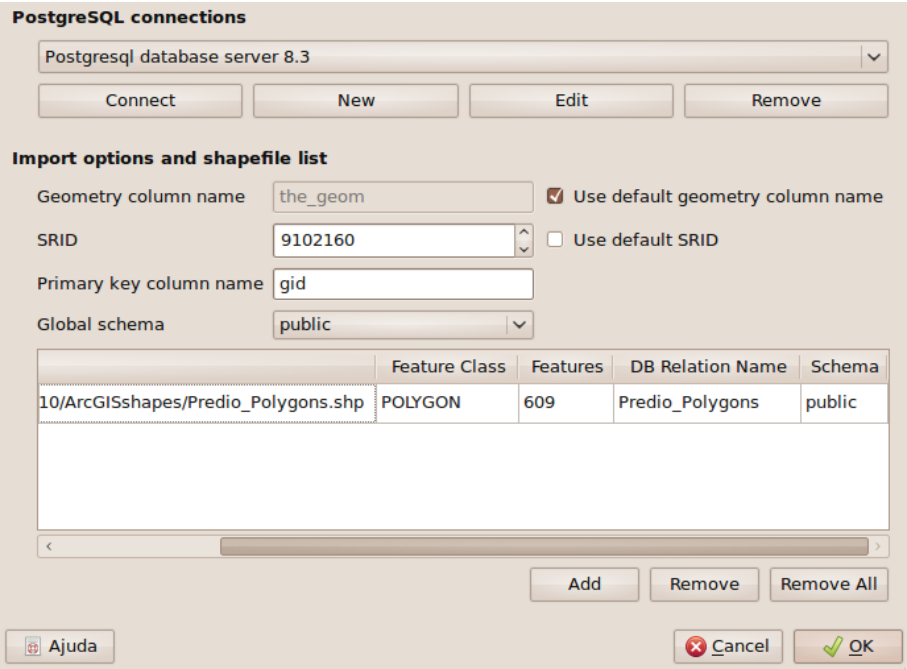 PostgreSQL connections
Postgresql database server 8.3
Connect New Edit Remove
Import options and shapefile list
Geometry column name the_geom Use default geometry column name
SRID 9102160 Use default SRID
Primary key column name gid
Global schema public
Feature Class Features DB Relation Name Schema
10/ArcGISshapes/Predio_Polygons.shp POLYGON 609 Predio_Polygons public
Add Remove Remove All
Ajuda Cancel OK